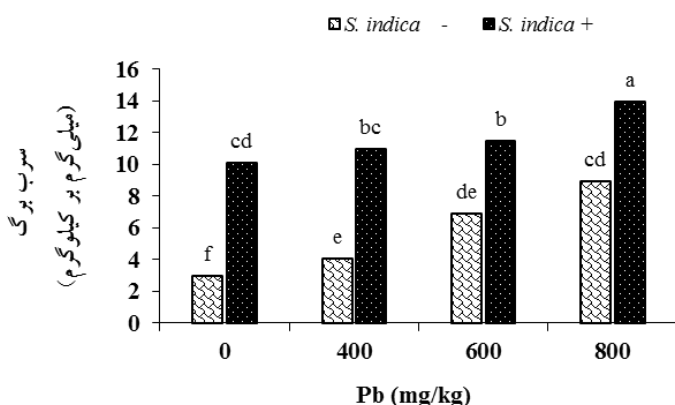 S. indica - S. indica +
سرب برگ
(میلی‌گرم بر کیلوگرم)
16
14
12
10
8
6
4
2
0
f
cd
e
bc
de
b
cd
a
0 400 600 800
Pb (mg/kg)